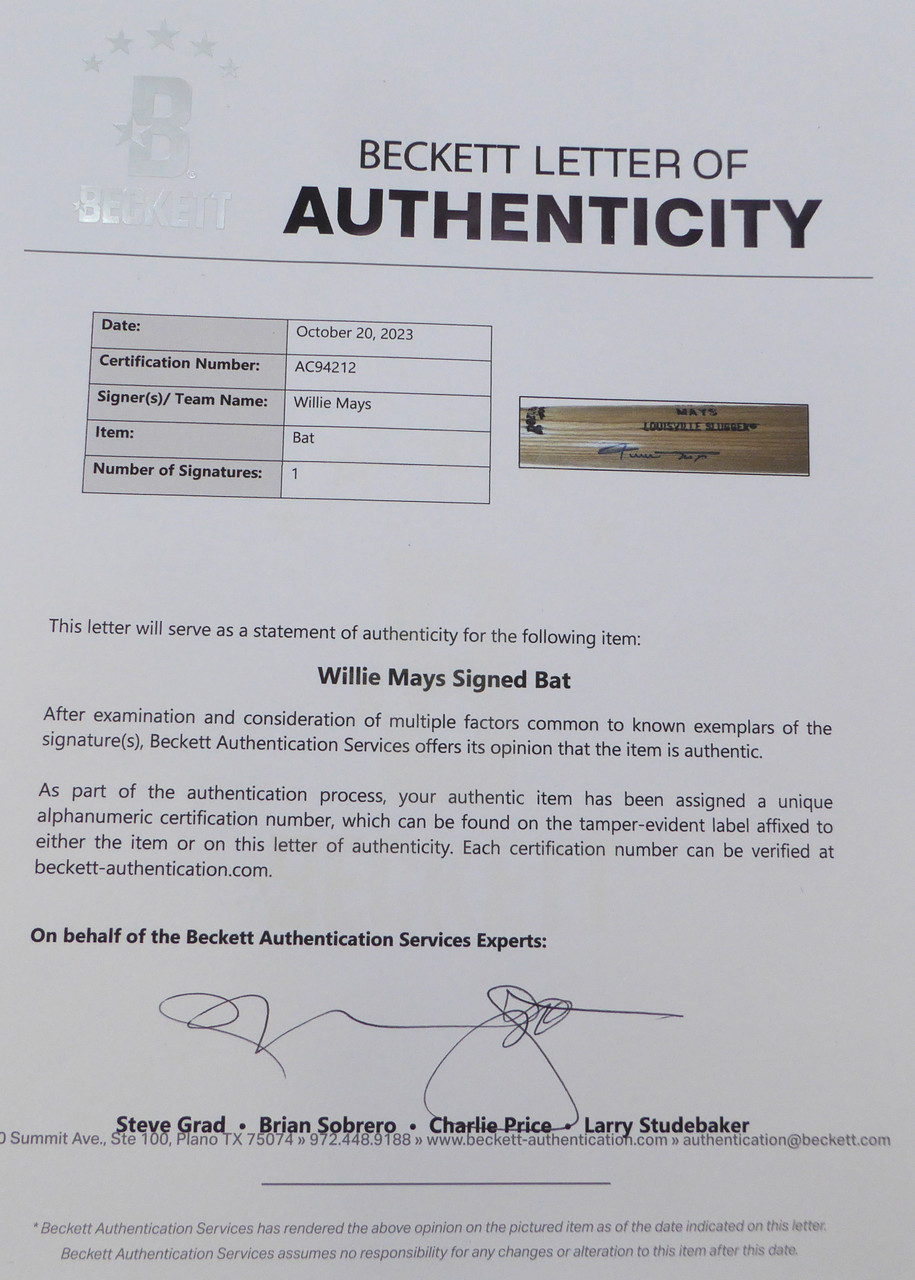 B
BECKETT
BECKETT LETTER OF
AUTHENTICITY
Date: October 20, 2023
Certification Number: AC94212
Signer(s)/ Team Name: Willie Mays
Item: Bat
Number of Signatures: 1
MAYS
LOUISVILLE SLUGGER
This letter will serve as a statement of authenticity for the following item:
Willie Mays Signed Bat
After examination and consideration of multiple factors common to known exemplars of the
signature(s), Beckett Authentication Services offers its opinion that the item is authentic.
As part of the authentication process, your authentic item has been assigned a unique
alphanumeric certification number, which can be found on the tamper-evident label affixed to
either the item or on this letter of authenticity. Each certification number can be verified at
beckett-authentication.com.
On behalf of the Beckett Authentication Services Experts:
Steve Grad • Brian Sobrero • Charlie Price • Larry Studebaker
0 Summit Ave., Ste 100, Plano TX 75074 » 972.448.9188 » www.beckett-authentication.com » authentication@beckett.com
* Beckett Authentication Services has rendered the above opinion on the pictured item as of the date indicated on this letter.
Beckett Authentication Services assumes no responsibility for any changes or alteration to this item after this date.